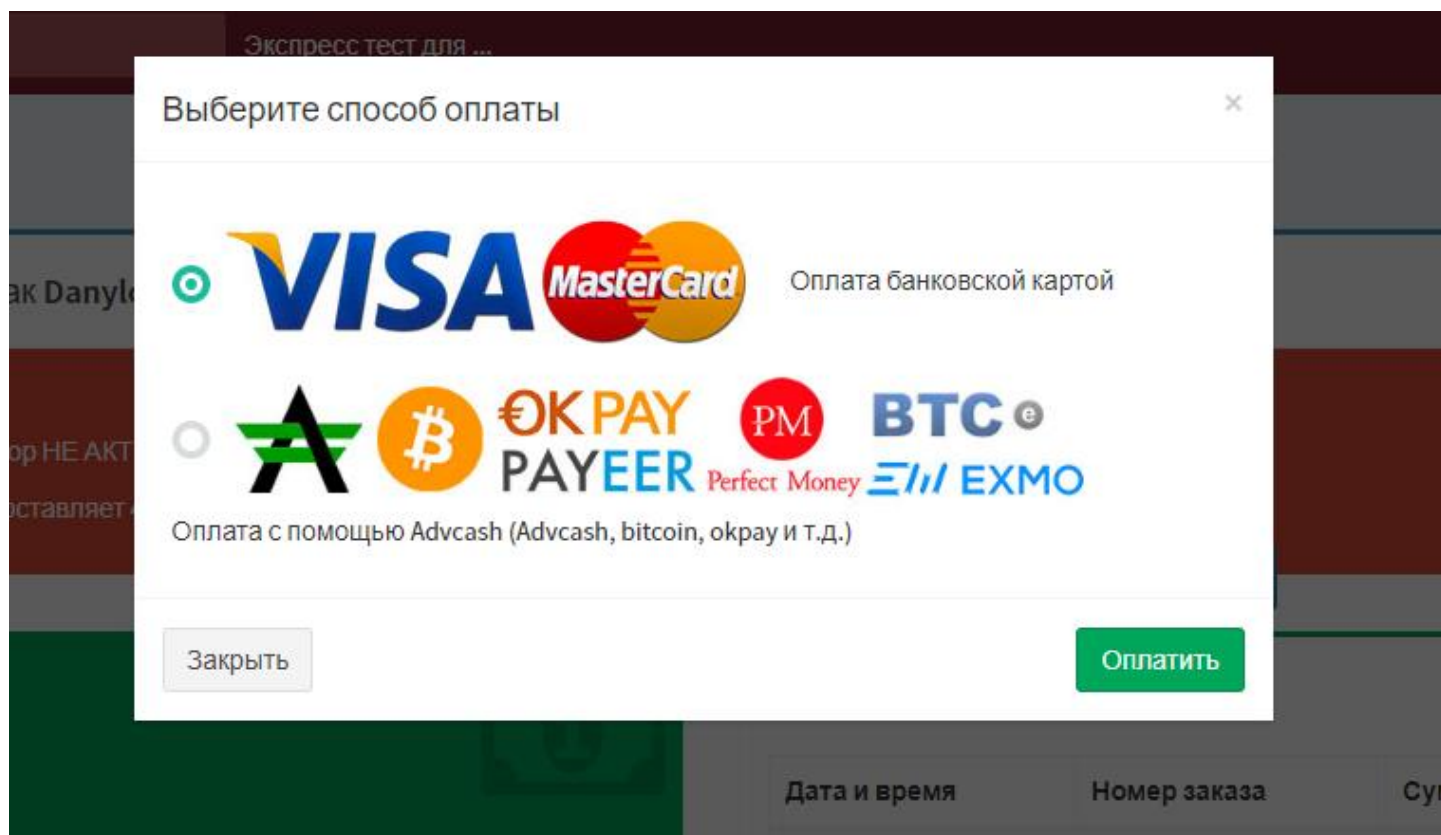 Экспресс тест для ...
Выберите способ оплаты
×
VISA MasterCard Оплата банковской картой
ак Danylo
OKPAY PM BTC e
ор НЕ АКТ
PAYEER Perfect Money EXMO
оставляет
Оплата с помощью Advcash (Advcash, bitcoin, okpay и т.д.)
Закрыть Оплатить
Дата и время Номер заказа Су